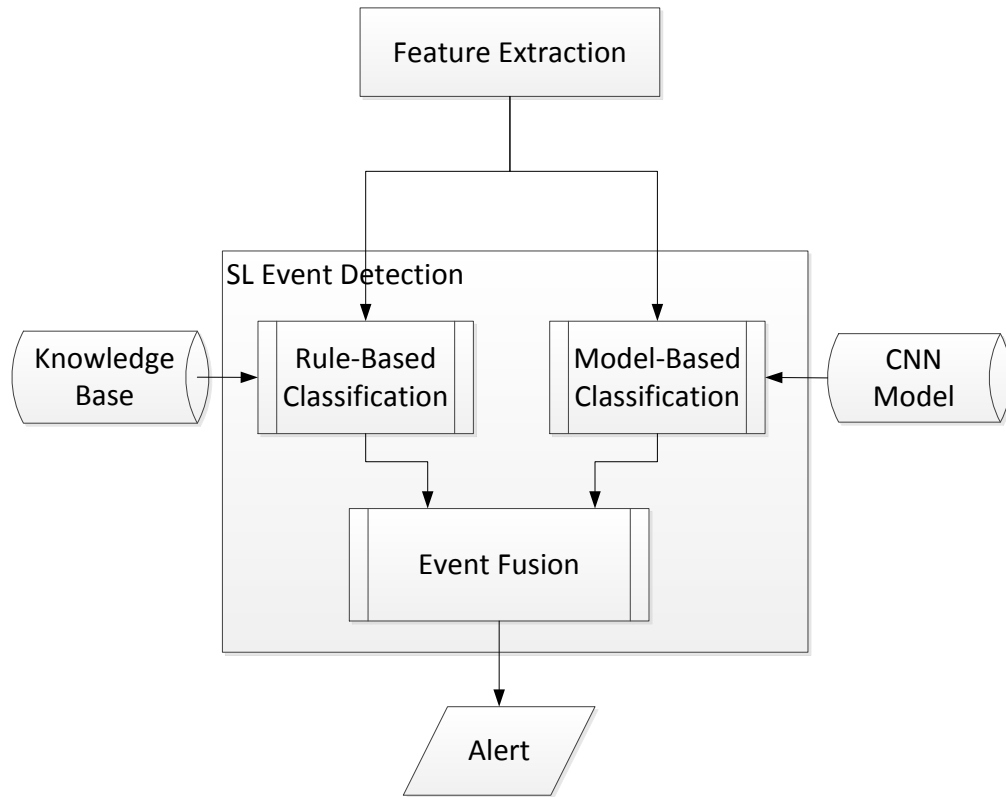 Feature Extraction
SL Event Detection
Knowledge
Base
Rule-Based
Classification
Model-Based
Classification
CNN
Model
Event Fusion
Alert